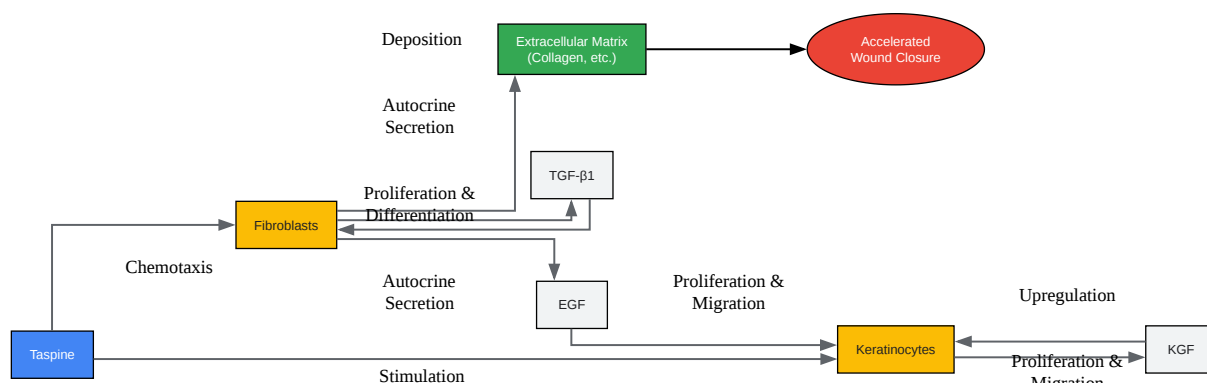 Deposition
Extracellular Matrix
(Collagen, etc.)
Accelerated
Wound Closure
Autocrine
Secretion
TGF-β1
Proliferation &
Differentiation
Fibroblasts
Chemotaxis
Autocrine
Secretion
EGF
Proliferation &
Migration
Upregulation
Taspine
Keratinocytes
KGF
Proliferation &
Migration
Stimulation